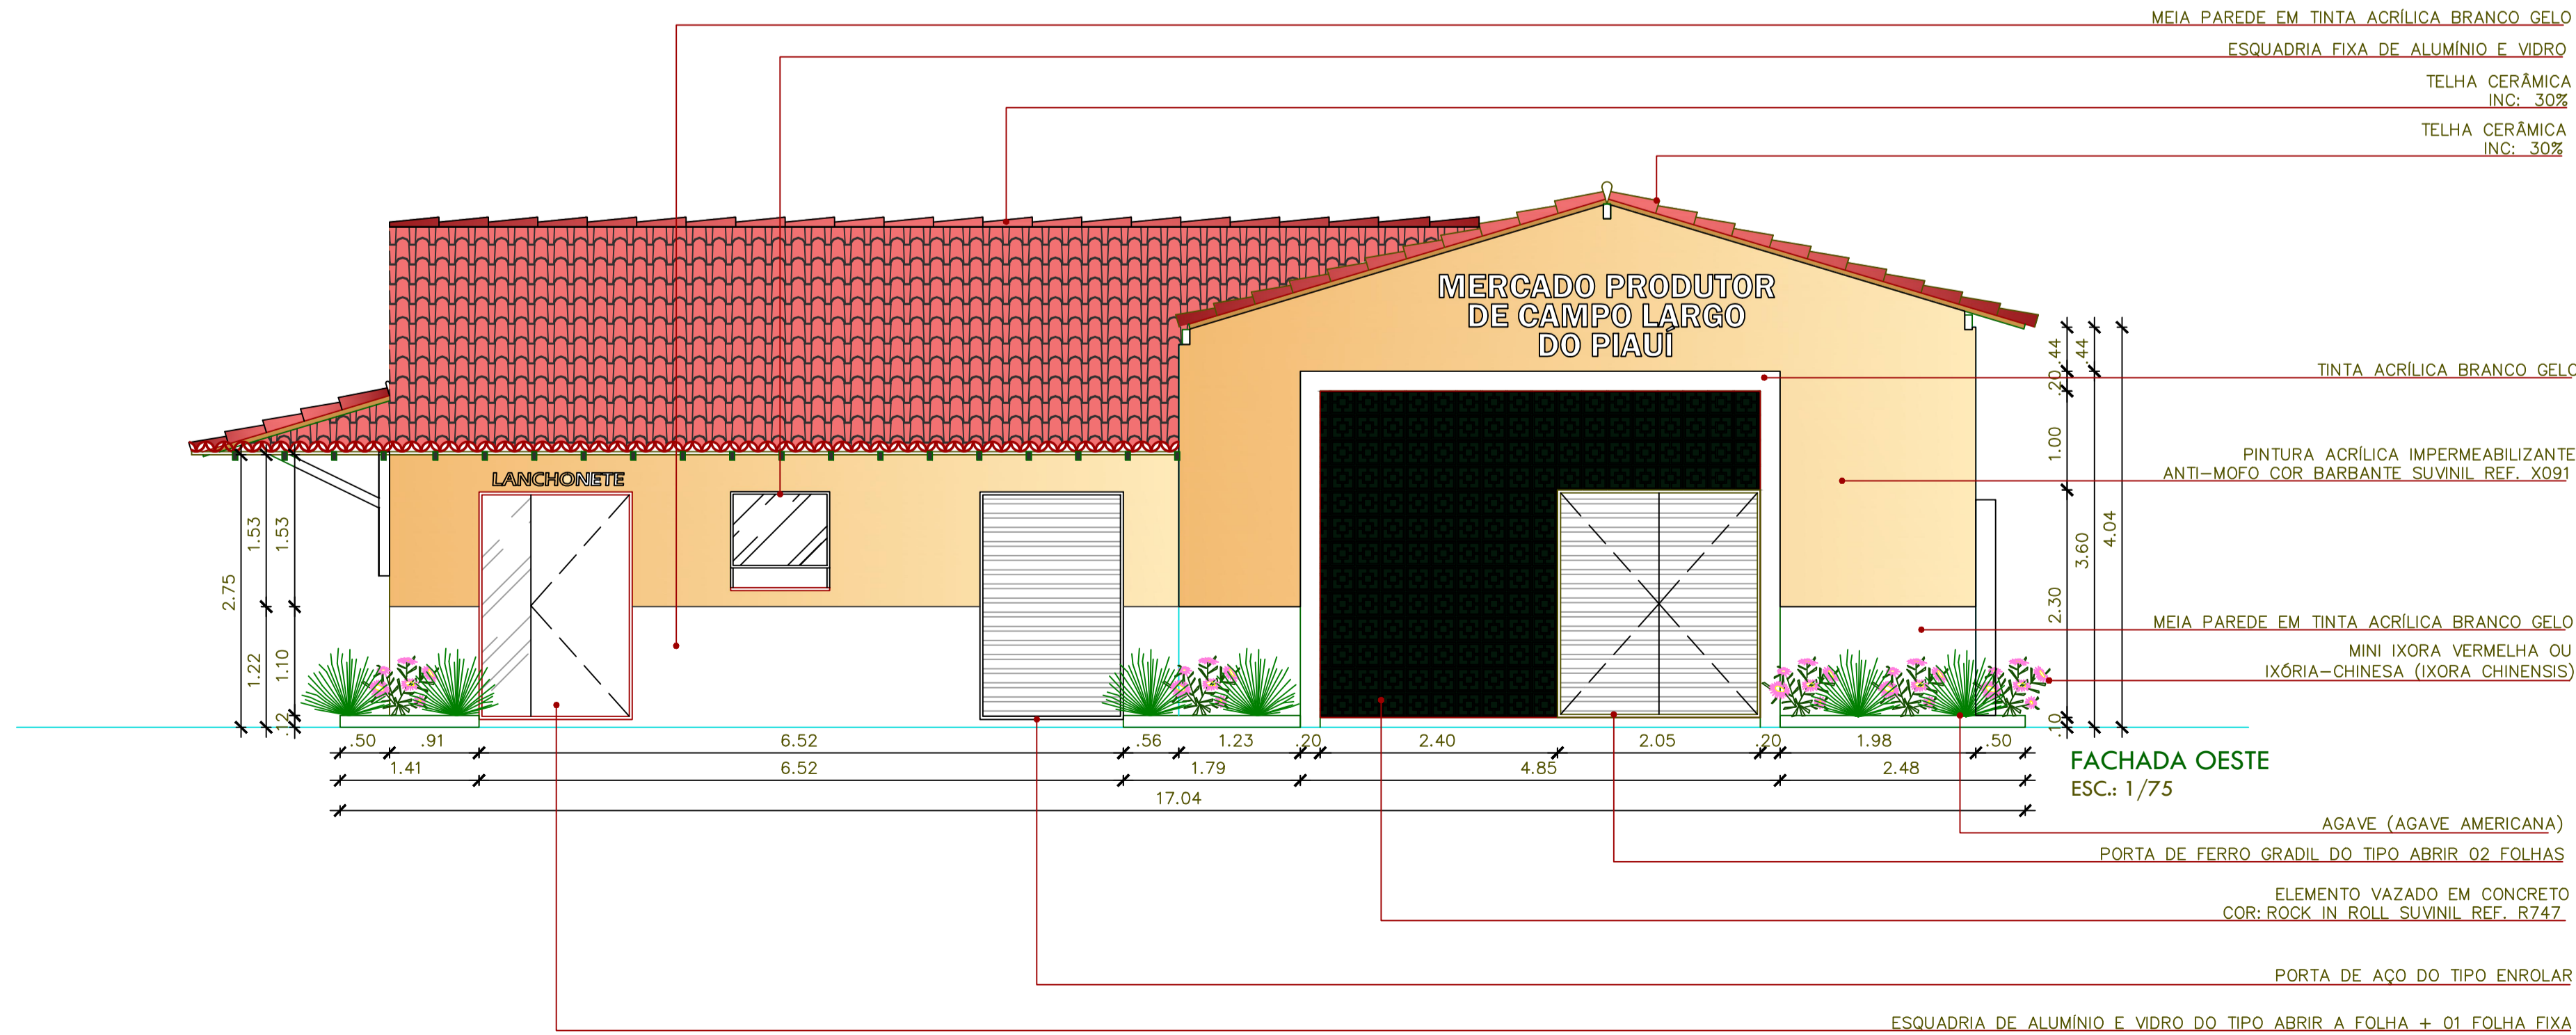 MEIA PAREDE EM TINTA ACRÍLICA BRANCO GELO
ESQUADRIA FIXA DE ALUMÍNIO E VIDRO
TELHA CERÂMICA
INC: 30%
TELHA CERÂMICA
INC: 30%
MERCADO PRODUTOR
DE CAMPO LARGO
DO PIAUÍ
LANCHONETE
TINTA ACRÍLICA BRANCO GELO
PINTURA ACRÍLICA IMPERMEABILIZANTE
ANTI-MOFO COR BARBANTE SUVINIL REF. X091
MEIA PAREDE EM TINTA ACRÍLICA BRANCO GELO
MINI IXORA VERMELHA OU
IXÓRIA-CHINESA (IXORA CHINENSIS)
2.75
1.53
1.22
1.53
1.10
.12
.44
.20
1.00
2.30
.10
.44
3.60
4.04
.50 .91 6.52 .56 1.23 .20 2.40 2.05 .20 1.98 .50
1.41 6.52 1.79 4.85 2.48
17.04
FACHADA OESTE
ESC.: 1/75
AGAVE (AGAVE AMERICANA)
PORTA DE FERRO GRADIL DO TIPO ABRIR 02 FOLHAS
ELEMENTO VAZADO EM CONCRETO
COR: ROCK IN ROLL SUVINIL REF. R747
PORTA DE AÇO DO TIPO ENROLAR
ESQUADRIA DE ALUMÍNIO E VIDRO DO TIPO ABRIR A FOLHA + 01 FOLHA FIXA